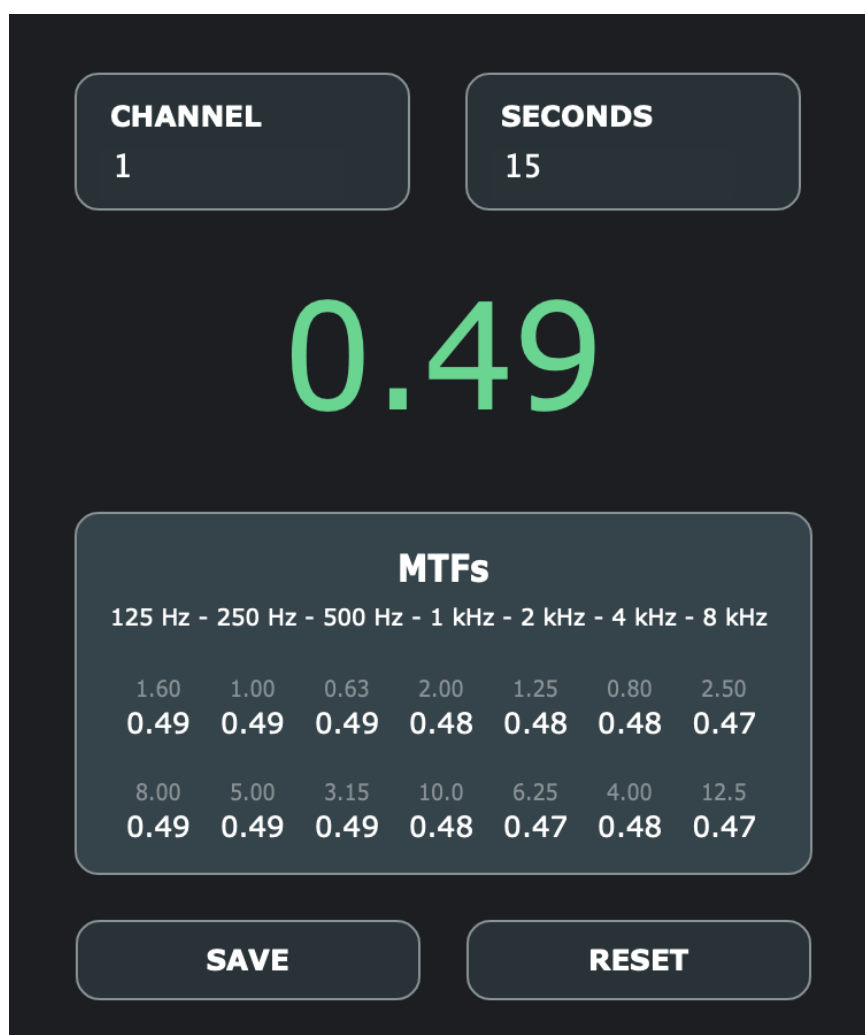 CHANNEL SECONDS
1 15
0.49
MTFs
125 Hz - 250 Hz - 500 Hz - 1 kHz - 2 kHz - 4 kHz - 8 kHz
1.60 1.00 0.63 2.00 1.25 0.80 2.50
0.49 0.49 0.49 0.48 0.48 0.48 0.47
8.00 5.00 3.15 10.0 6.25 4.00 12.5
0.49 0.49 0.49 0.48 0.47 0.48 0.47
SAVE RESET